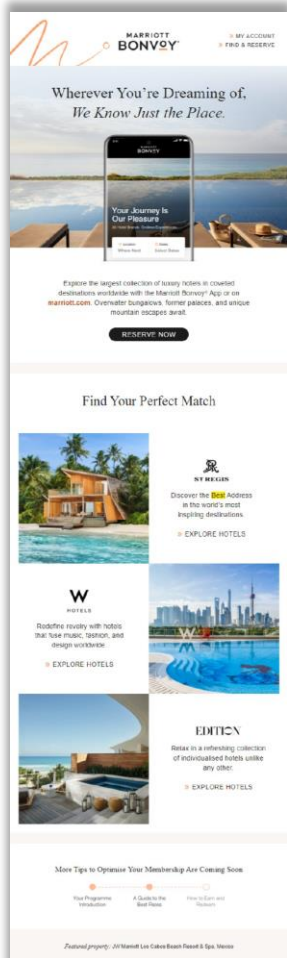 MARRIOTT
BONVOY
MY ACCOUNT
FIND & RESERVE
Wherever You're Dreaming of,
We Know Just the Place.
MARRIOTT
BONVOY
Your Journey Is
Our Pleasure
Explore the largest collection of luxury hotels in coveted
destinations worldwide with the Marriott Bonvoy® App or on
marriott.com. Overwater bungalows, former palaces, and unique
mountain escapes await.
RESERVE NOW
Find Your Perfect Match
ST REGIS
Discover the Best Address
in the world's most
inspiring destinations.
EXPLORE HOTELS
W
HOTELS
Redefine revelry with hotels
that fuse music, fashion, and
design worldwide.
EXPLORE HOTELS
W
EDITION
Relax in a refreshing collection
of individualised hotels unlike
any other.
EXPLORE HOTELS
More Tips to Optimise Your Membership Are Coming Soon
Your Programme
Introduction
A Guide to the
Best Rates
How to Earn and
Redeem
Featured property: JW Marriott Los Cabos Beach Resort & Spa, Mexico